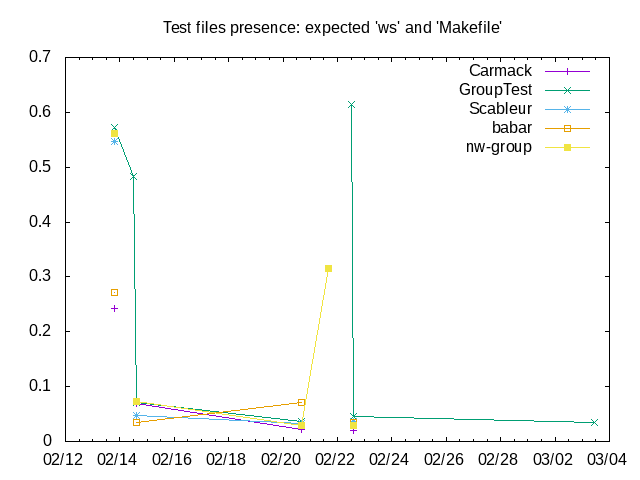 Test files presence: expected 'ws' and 'Makefile'
0.7
0.6
0.5
0.4
0.3
0.2
0.1
0
Carmack
GroupTest
Scableur
babar
nw-group
02/12 02/14 02/16 02/18 02/20 02/22 02/24 02/26 02/28 03/02 03/04